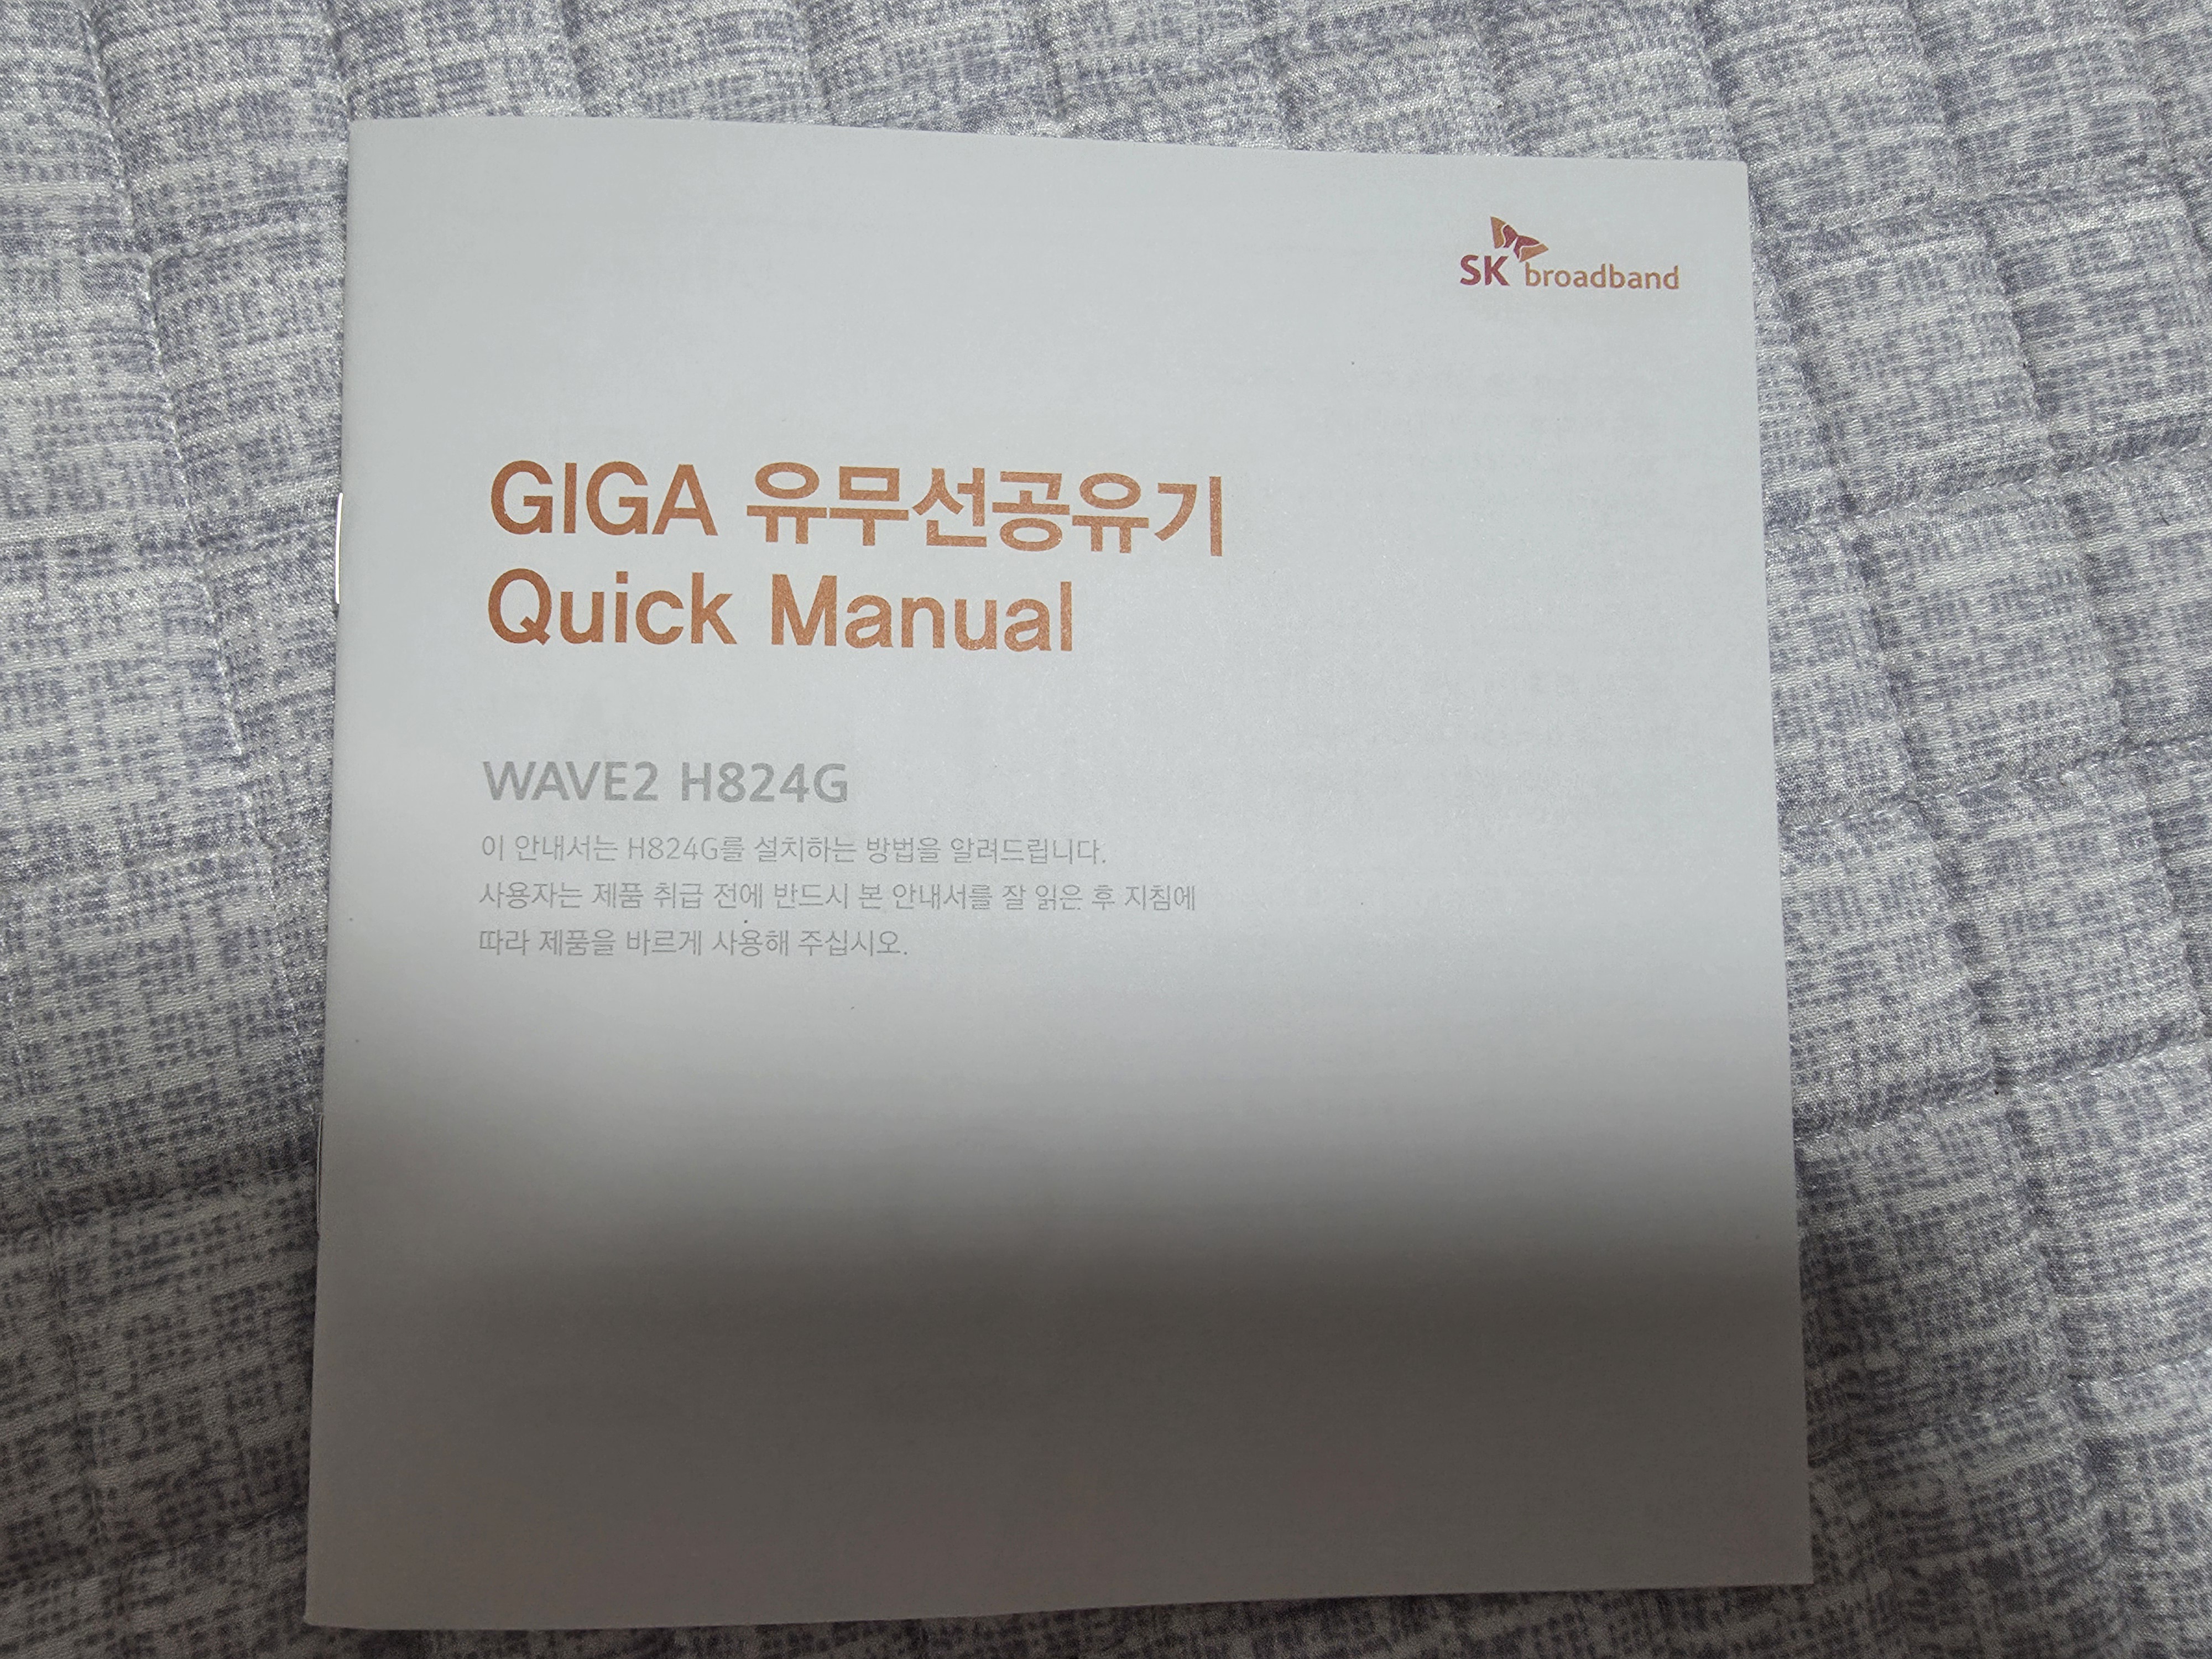 SK broadband
GIGA 유무선공유기
Quick Manual
WAVE2 H824G
이 안내서는 H824G를 설치하는 방법을 알려드립니다.
사용자는 제품 취급 전에 반드시 본 안내서를 잘 읽은 후 지침에
따라 제품을 바르게 사용해 주십시오.